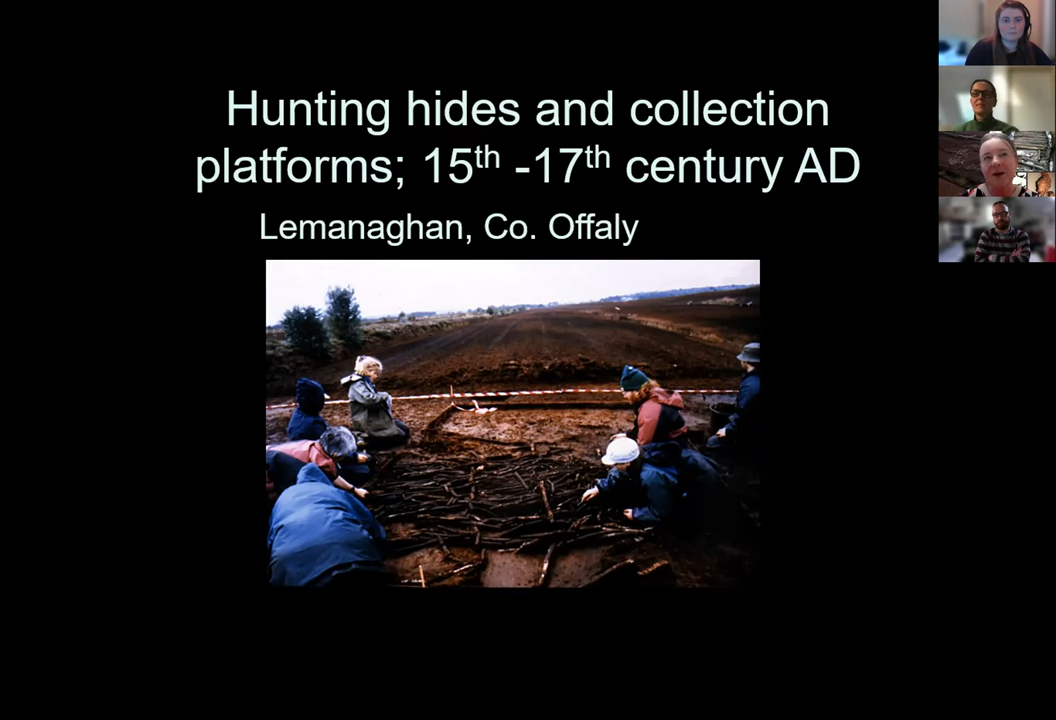 Hunting hides and collection
platforms; 15th -17th century AD
Lemanaghan, Co. Offaly